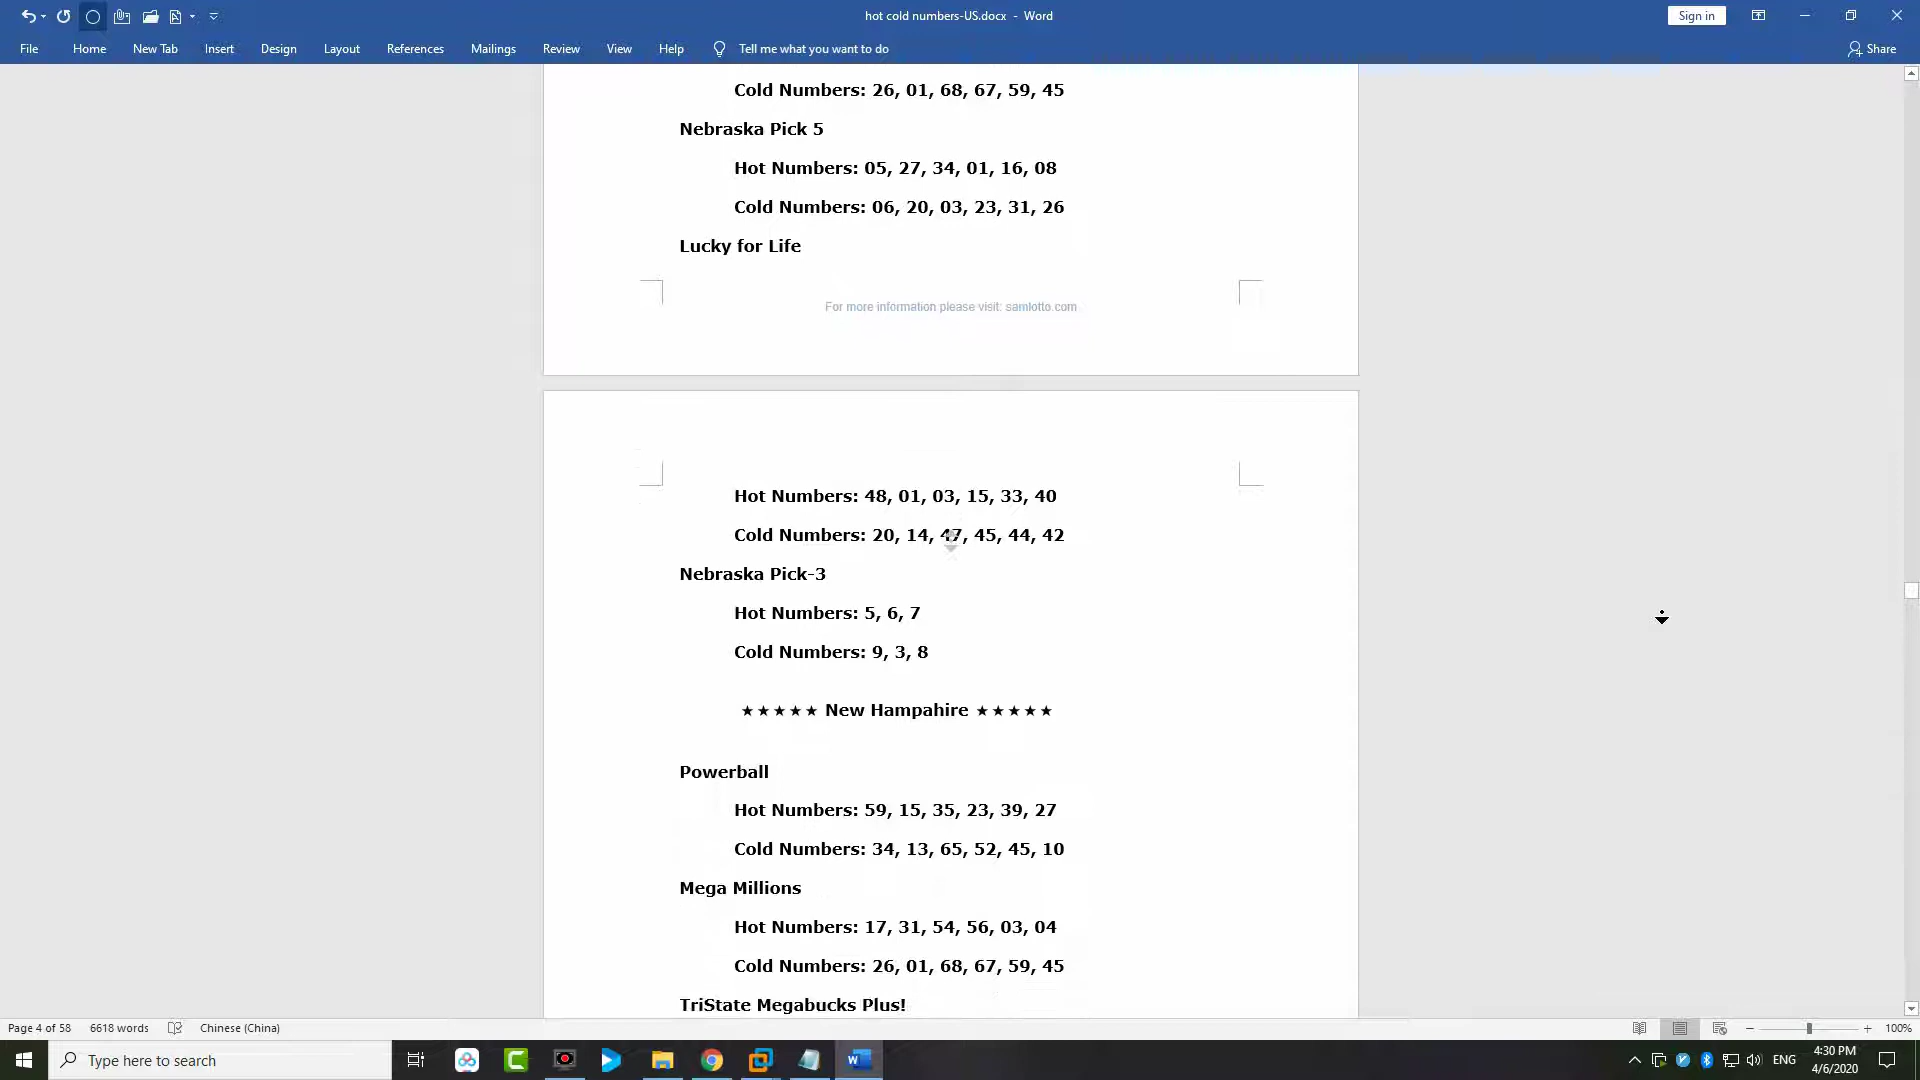 hot cold numbers-US.docx - Word
Sign in
File Home New Tab Insert Design Layout References Mailings Review View Help Tell me what you want to do Share
Cold Numbers: 26, 01, 68, 67, 59, 45
Nebraska Pick 5
Hot Numbers: 05, 27, 34, 01, 16, 08
Cold Numbers: 06, 20, 03, 23, 31, 26
Lucky for Life
For more information please visit: samlotto.com
Hot Numbers: 48, 01, 03, 15, 33, 40
Cold Numbers: 20, 14, 47, 45, 44, 42
Nebraska Pick-3
Hot Numbers: 5, 6, 7
Cold Numbers: 9, 3, 8
★★★★★ New Hampahire ★★★★★
Powerball
Hot Numbers: 59, 15, 35, 23, 39, 27
Cold Numbers: 34, 13, 65, 52, 45, 10
Mega Millions
Hot Numbers: 17, 31, 54, 56, 03, 04
Cold Numbers: 26, 01, 68, 67, 59, 45
TriState Megabucks Plus!
Page 4 of 58 6618 words Chinese (China) 100%
Type here to search
ENG
4:30 PM
4/6/2020